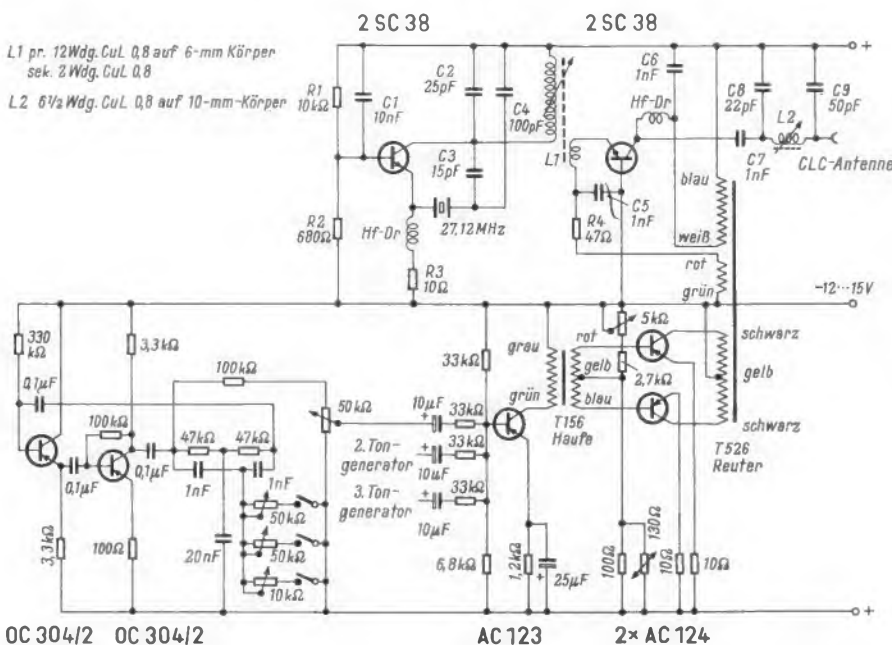 2 SC 38
2 SC 38
L1 pr. 12 Wdg. CuL 0,8 auf 6-mm Körper
sek. 2 Wdg. CuL 0,8
L2 6½ Wdg. CuL 0,8 auf 10-mm-Körper
R1
10kΩ
C1
10nF
C2
25pF
C4
100pF
C3
15pF
L1
C6
1nF
Hf-Dr
C8
22pF
L2
C9
50pF
C7
1nF
CLC-Antenne
R2
680Ω
Hf-Dr
27,12MHz
R3
10Ω
C5
1nF
R4
47Ω
blau
weiß
rot
grün
+
-12...15V
330
kΩ
3,3kΩ
0,1µF
100kΩ
100kΩ
47kΩ
47kΩ
0,1µF
0,1µF
1nF
1nF
50kΩ
50kΩ
50kΩ
10kΩ
20nF
3,3kΩ
100Ω
10µF
+
33kΩ
33kΩ
2. Ton-
generator
+
10µF
33kΩ
3. Ton-
generator
+
10µF
33kΩ
6,8kΩ
grau
grün
rot
gelb
blau
T156
Haufe
5kΩ
2,7kΩ
schwarz
gelb
schwarz
T526
Reuter
1,2kΩ
+
25µF
100Ω
130Ω
10Ω
10Ω
+
OC 304/2
OC 304/2
AC 123
2× AC 124